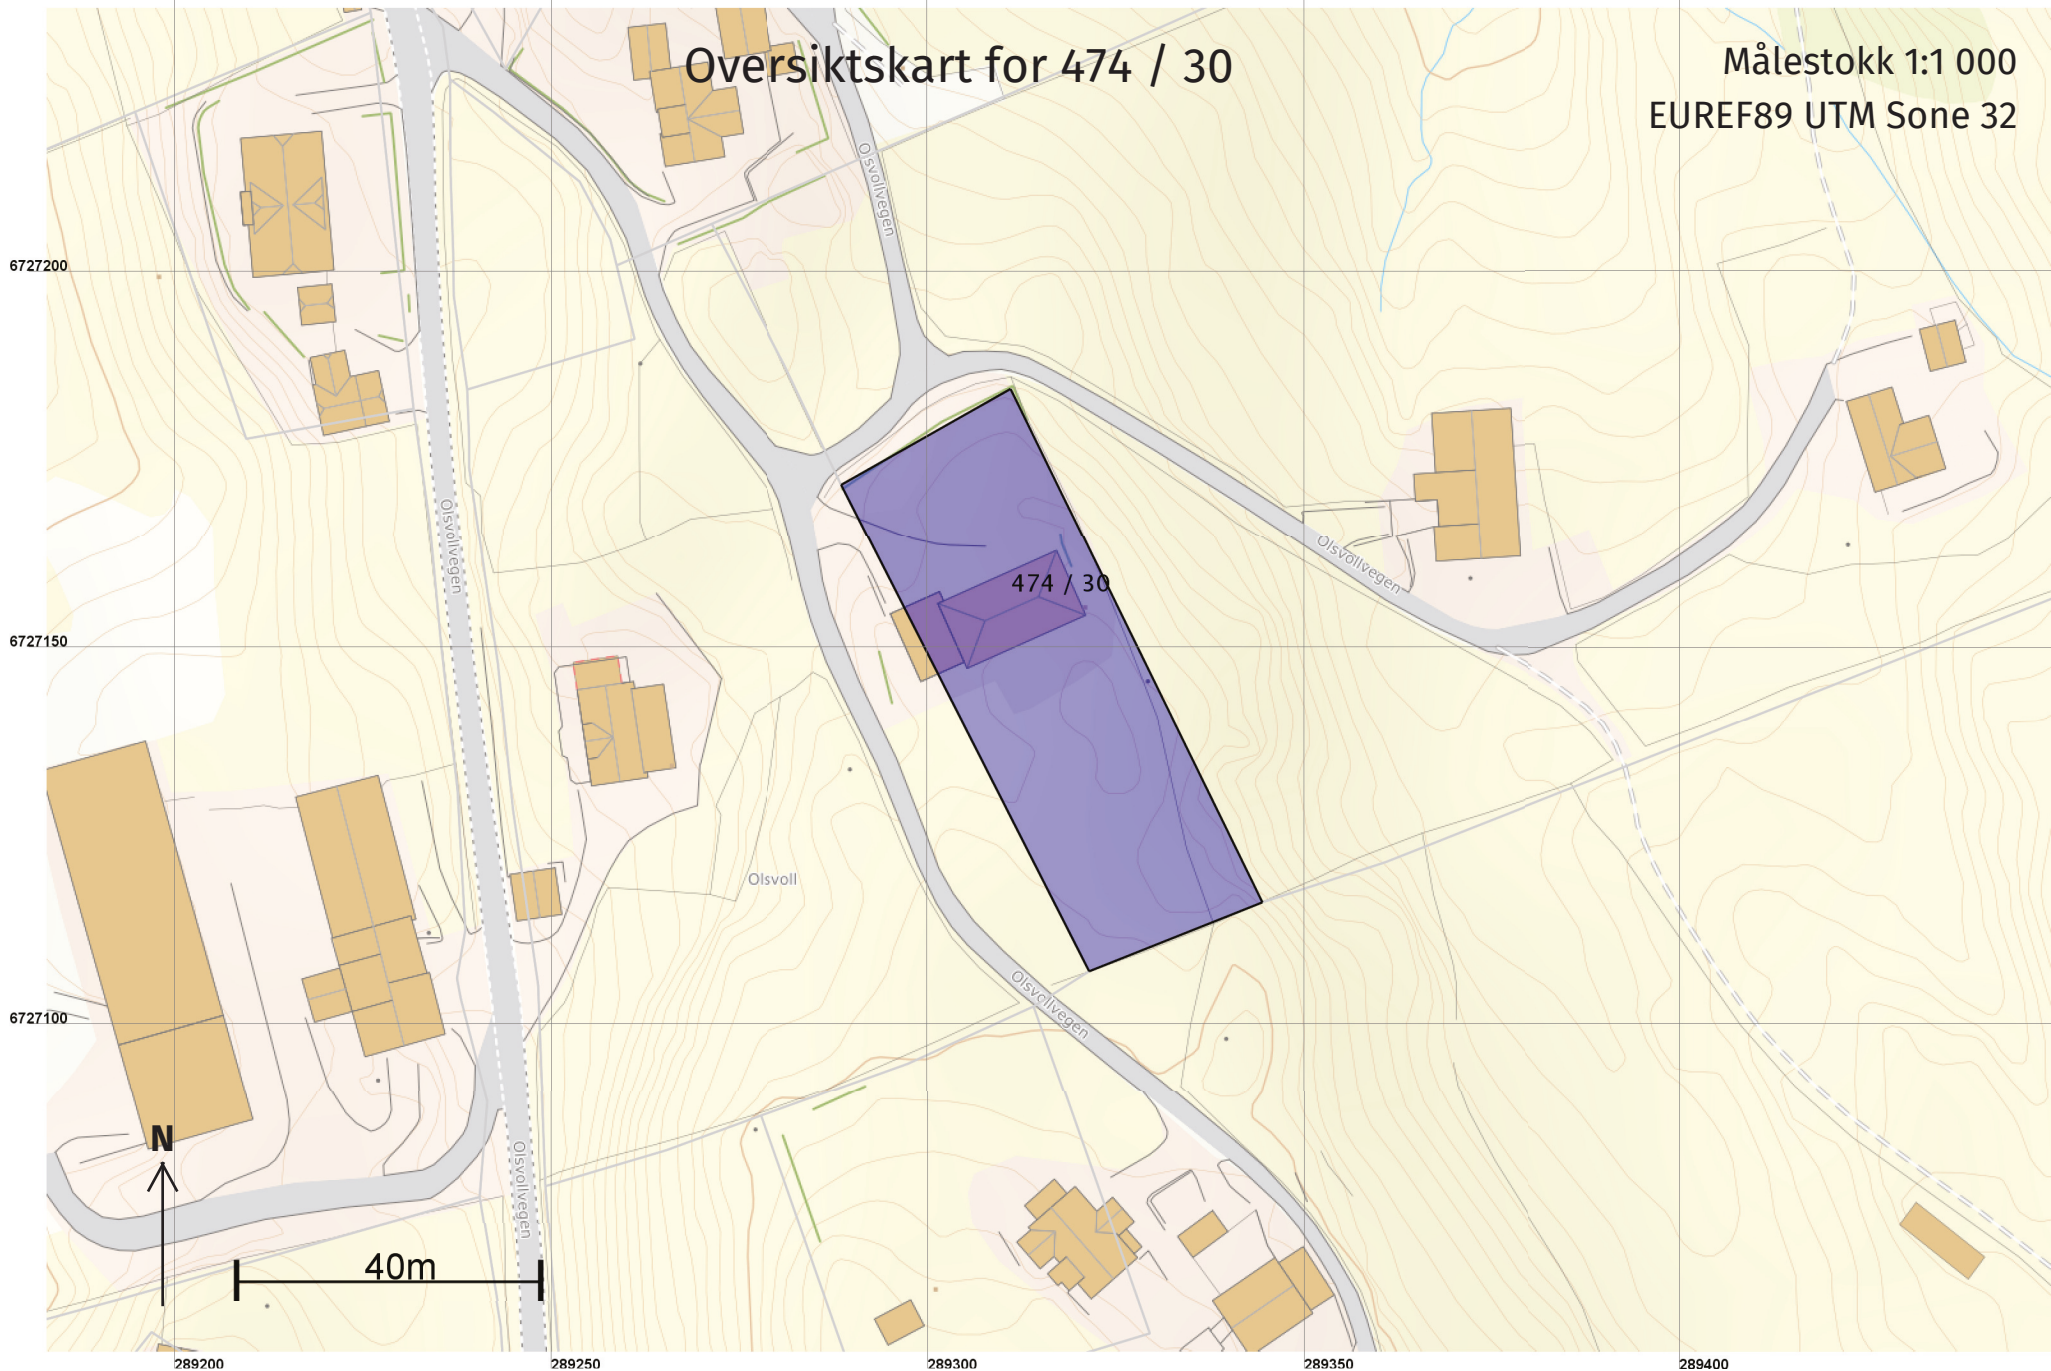 Oversiktskart for 474 / 30
Målestokk 1:1 000
EUREF89 UTM Sone 32
Olsvollvegen
6727200
Olsvollvegen
Olsvollvegen
474 / 30
6727150
Olsvoll
Olsvollvegen
6727100
N
Olsvollvegen
40m
289200
289250
289300
289350
289400